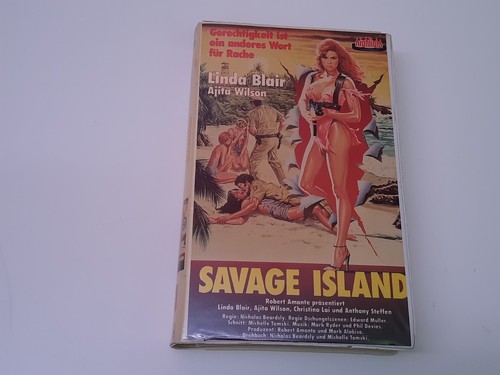 Gerechtigkeit ist
ein anderes Wort
für Rache
Linda Blair
Ajita Wilson
SAVAGE ISLAND
Robert Amante präsentiert
Linda Blair, Ajita Wilson, Christina Lai und Anthony Steffen
Regie: Nicholas Beardsly. Regie Dschungelszenen: Edward Muller.
Schnitt: Michelle Tomski. Musik: Mark Ryder und Phil Davies.
Produzent: Robert Amante und Mark Alabiso.
Drehbuch: Nicholas Beardsly und Michelle Tomski.